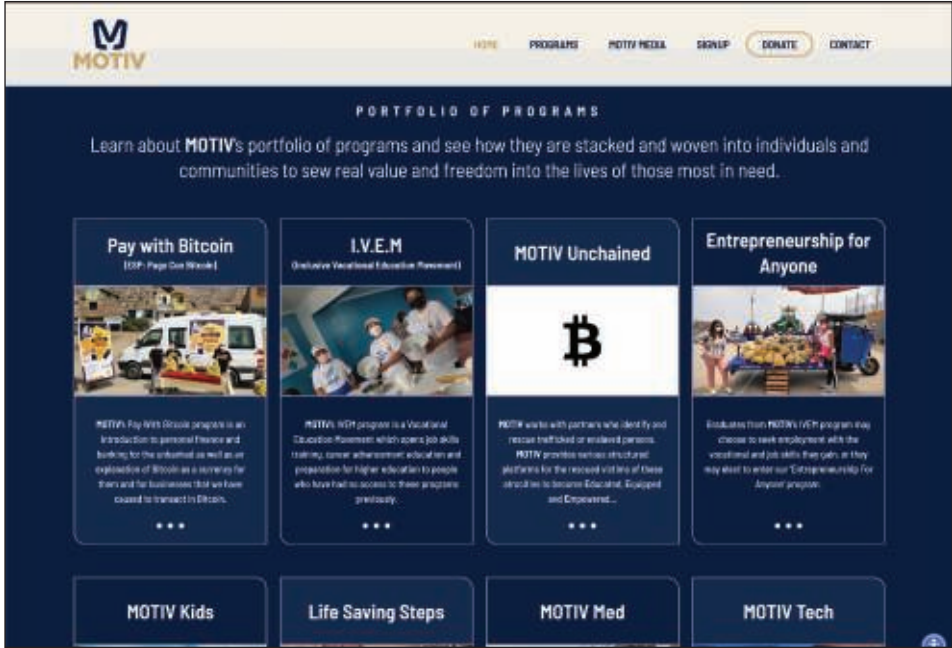 MOTIV
HOME PROGRAMS MOTIV MEDIA SIGNUP DONATE CONTACT
PORTFOLIO OF PROGRAMS
Learn about MOTIV's portfolio of programs and see how they are stacked and woven into individuals and
communities to sew real value and freedom into the lives of those most in need.
Pay with Bitcoin
(ESP: Paga Con Bitcoin)
MOTIV's Pay With Bitcoin program is an
introduction to personal finance and
banking for the unbanked as well as an
explanation of Bitcoin as a currency for
them and for businesses that we have
caused to transact in Bitcoin.
I.V.E.M
(Inclusive Vocational Education Movement)
MOTIV's IVEM program is a Vocational
Education Movement which opens job skills
training, career advancement education and
preparation for higher education to people
who have had no access to these programs
previously.
MOTIV Unchained
MOTIV works with partners who identify and
rescue trafficked or enslaved persons.
MOTIV provides various structured
platforms for the rescued victims of these
atrocities to become Educated, Equipped
and Empowered...
Entrepreneurship for
Anyone
Graduates from MOTIV's IVEM program may
choose to seek employment with the
vocational and job skills they gain, or they
may elect to enter our 'Entrepreneurship For
Anyone' program.
MOTIV Kids
Life Saving Steps
MOTIV Med
MOTIV Tech